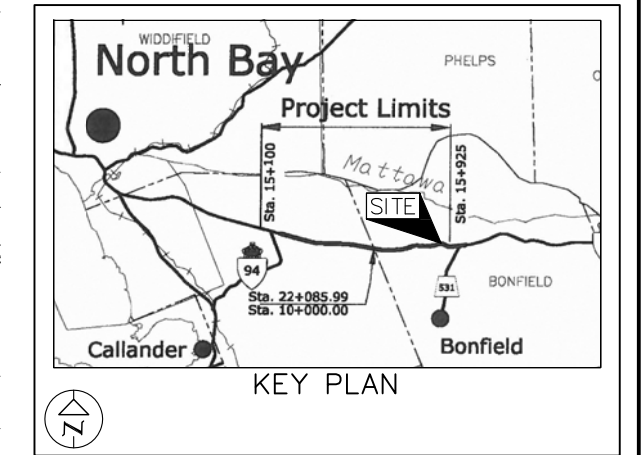 WIDDIFIELD
North Bay
PHELPS
Project Limits
Sta. 15+100
Mattawa
Sta. 15+925
SITE
94
531
BONFIELD
Sta. 22+085.99
Sta. 10+000.00
Callander
Bonfield
KEY PLAN
N